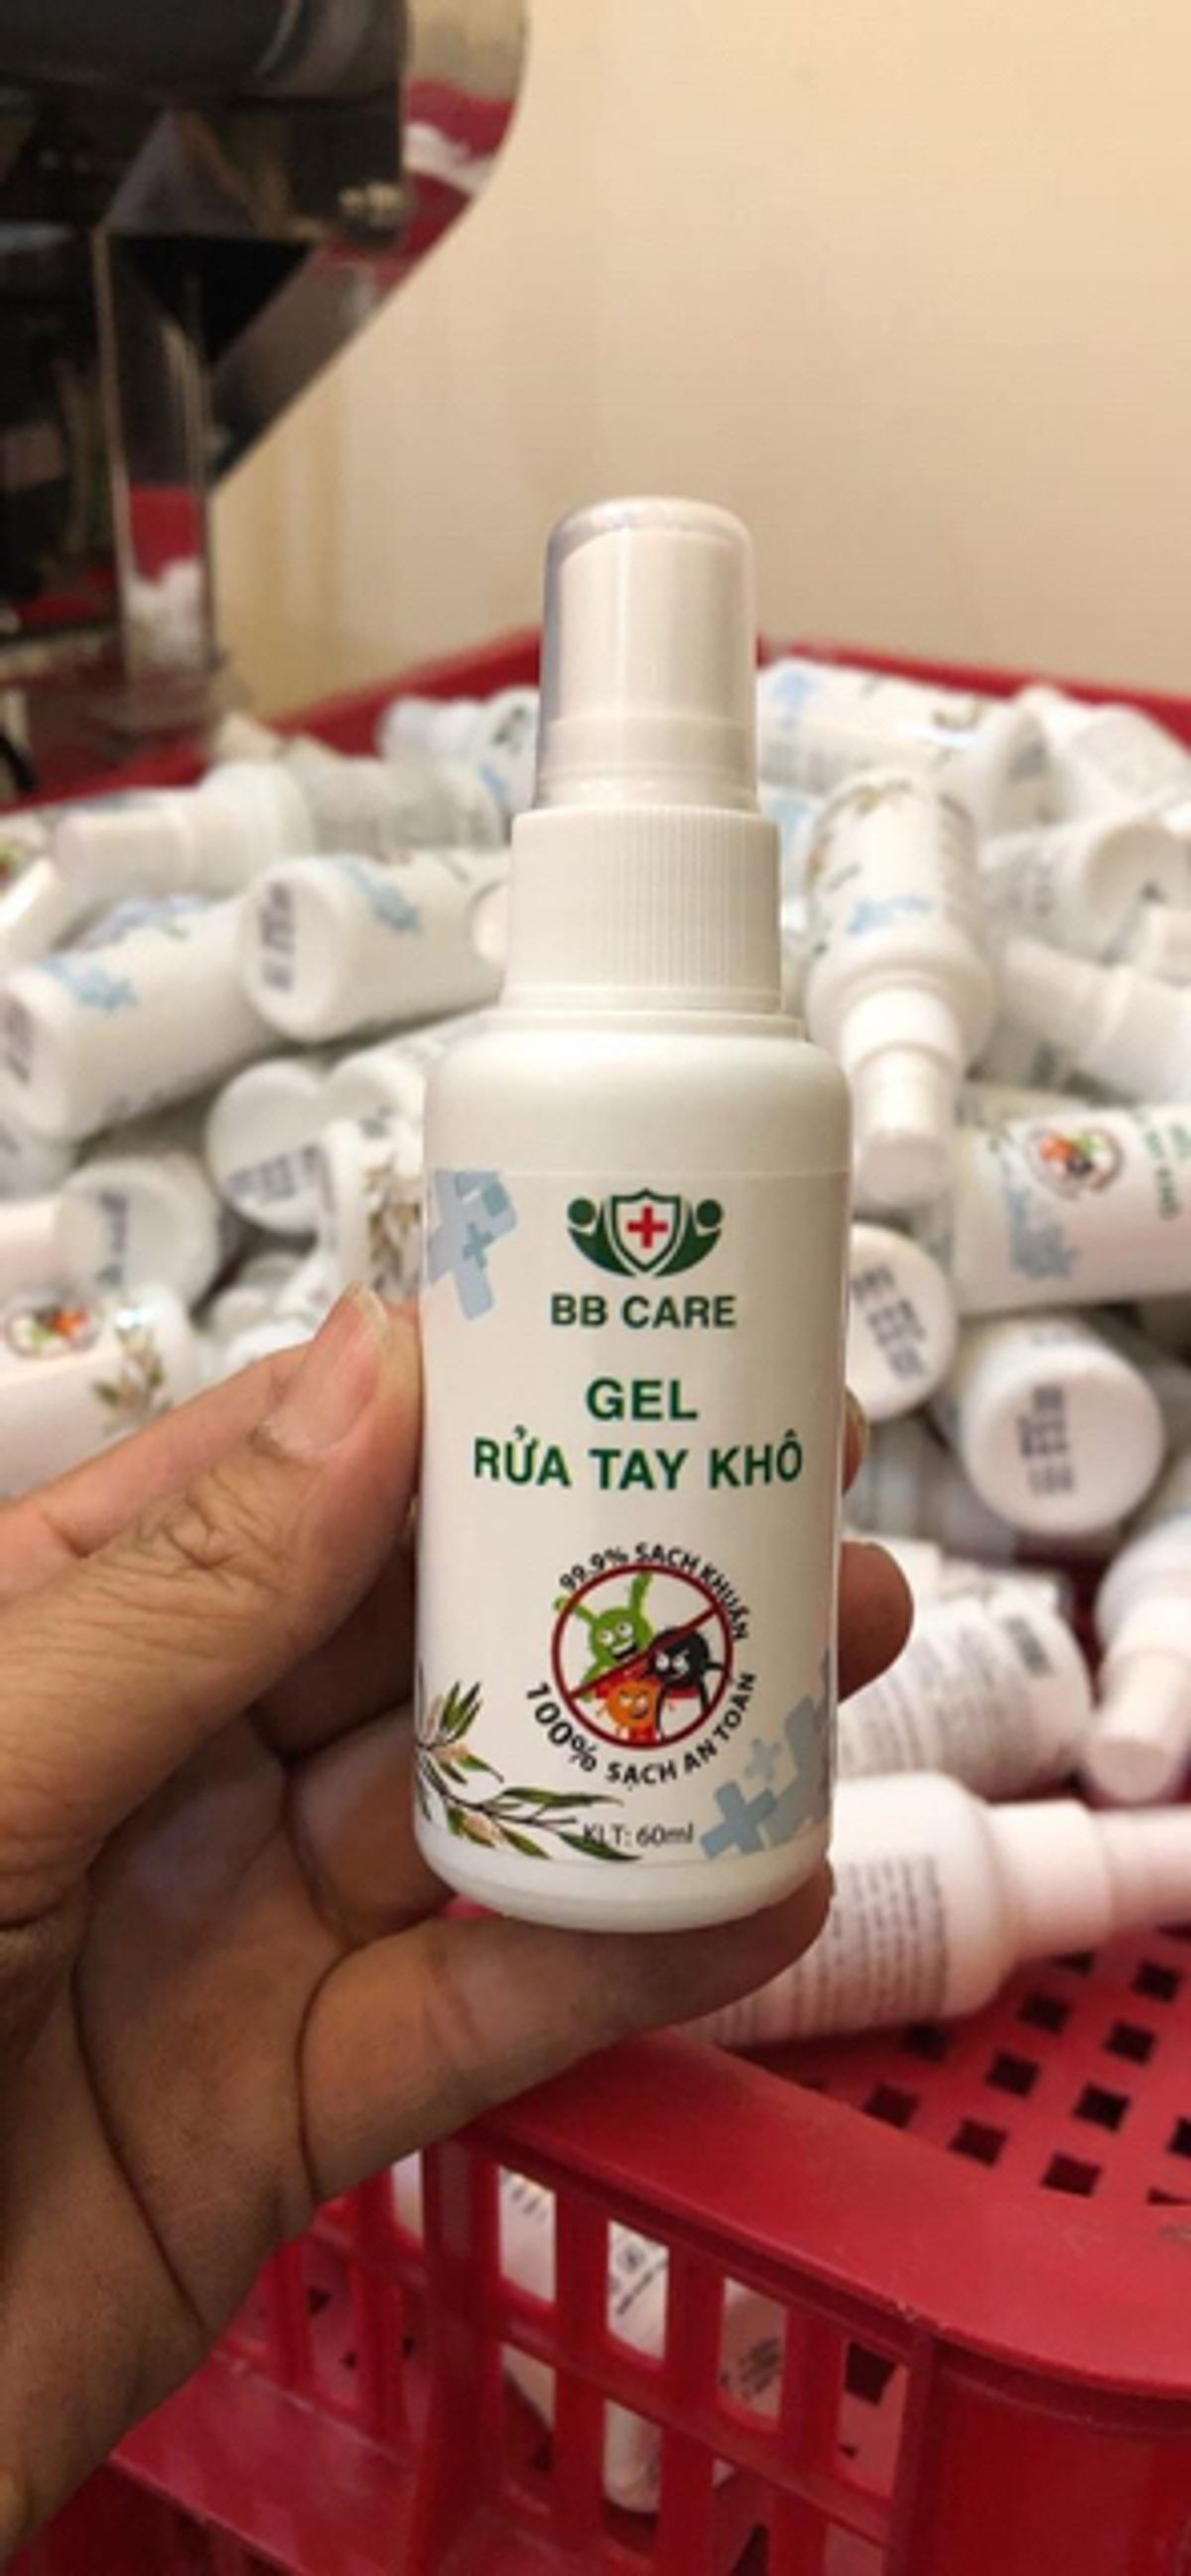 BB CARE
GEL
RỬA TAY KHÔ
99.9% SẠCH KHUẨN
100% SẠCH AN TOÀN
KLT: 60ml